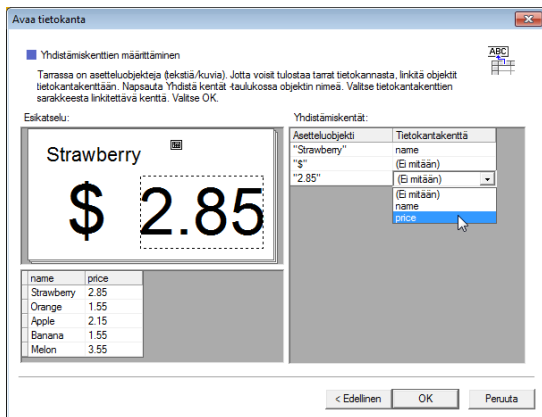 Avaa tietokanta
Yhdistämiskenttien määrittäminen
ABC
Tarrassa on asetteluobjekteja (tekstiä/kuvia). Jotta voisit tulostaa tarrat tietokannasta, linkitä objektit
tietokantakenttään. Napsauta Yhdistä kentät -taulukossa objektin nimeä. Valitse tietokantakenttien
sarakkeesta linkitettävä kenttä. Valitse OK.
Esikatselu:
Strawberry
$ 2.85
name price
Strawberry 2.85
Orange 1.55
Apple 2.15
Banana 1.55
Melon 3.55
Yhdistämiskentät:
Asetteluobjekti Tietokantakenttä
"Strawberry" name
"$" (Ei mitään)
"2.85" (Ei mitään)
(Ei mitään)
name
price
< Edellinen OK Peruuta